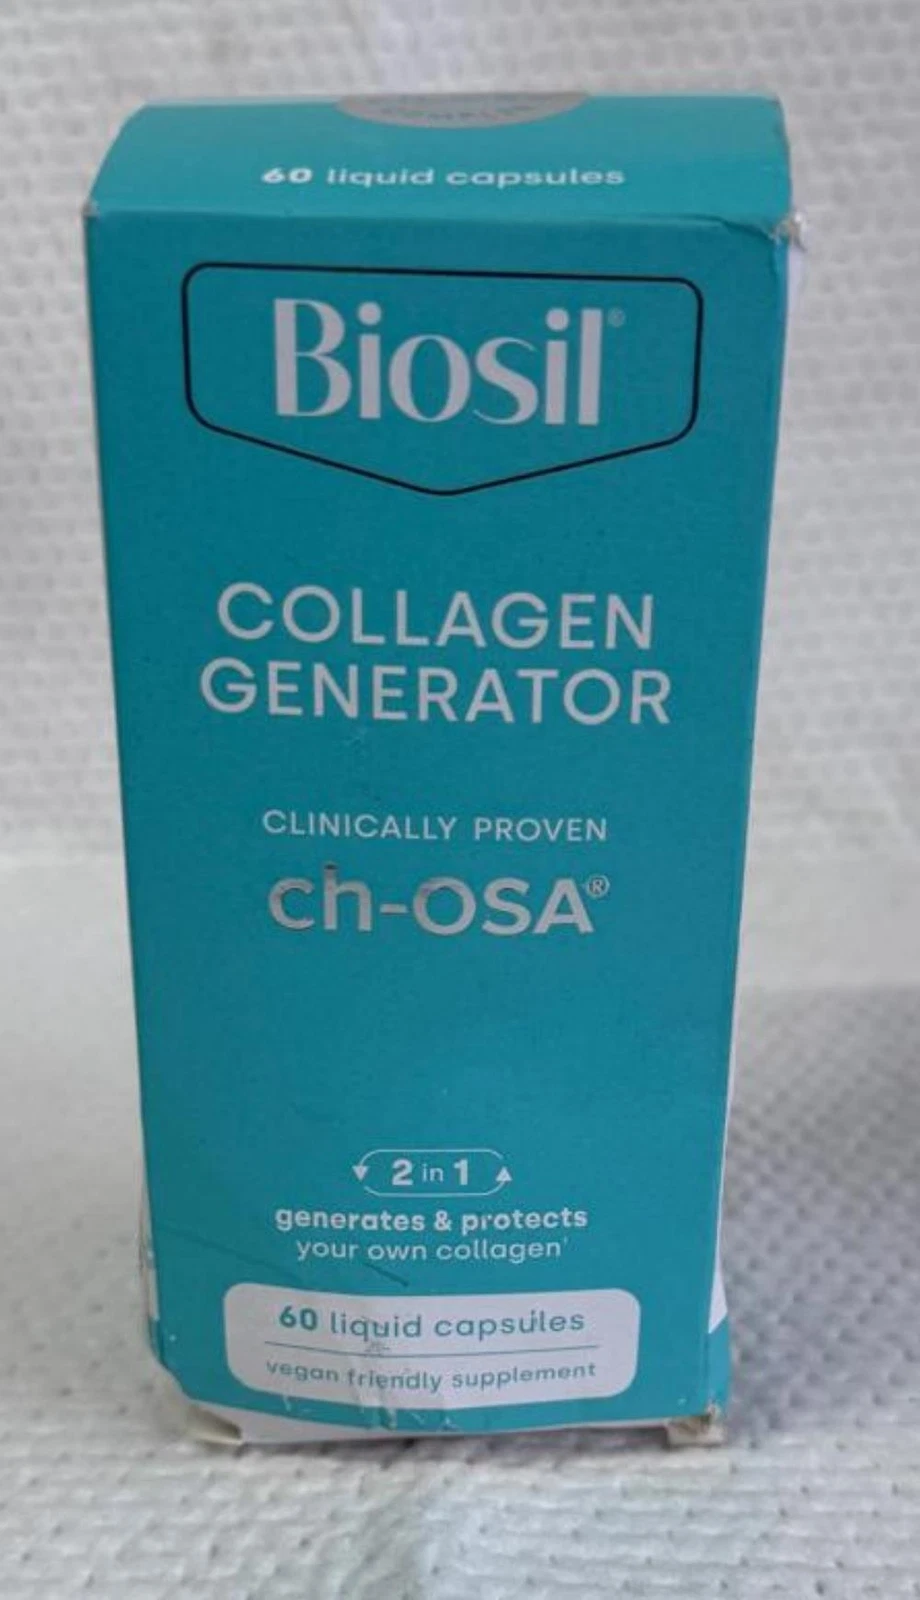 60 liquid capsules
Biosil®
COLLAGEN
GENERATOR
CLINICALLY PROVEN
ch-OSA®
2 in 1
generates & protects
your own collagen'
60 liquid capsules
vegan friendly supplement